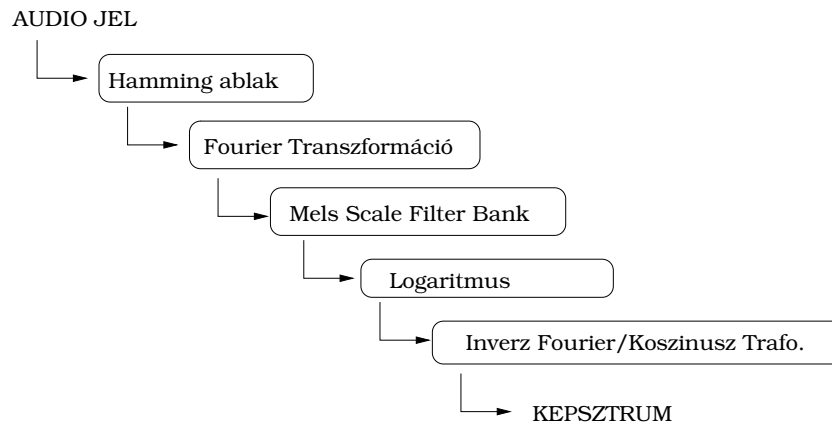 AUDIO JEL
Hamming ablak
Fourier Transzformáció
Mels Scale Filter Bank
Logaritmus
Inverz Fourier/Koszinusz Trafo.
KEPSZTRUM